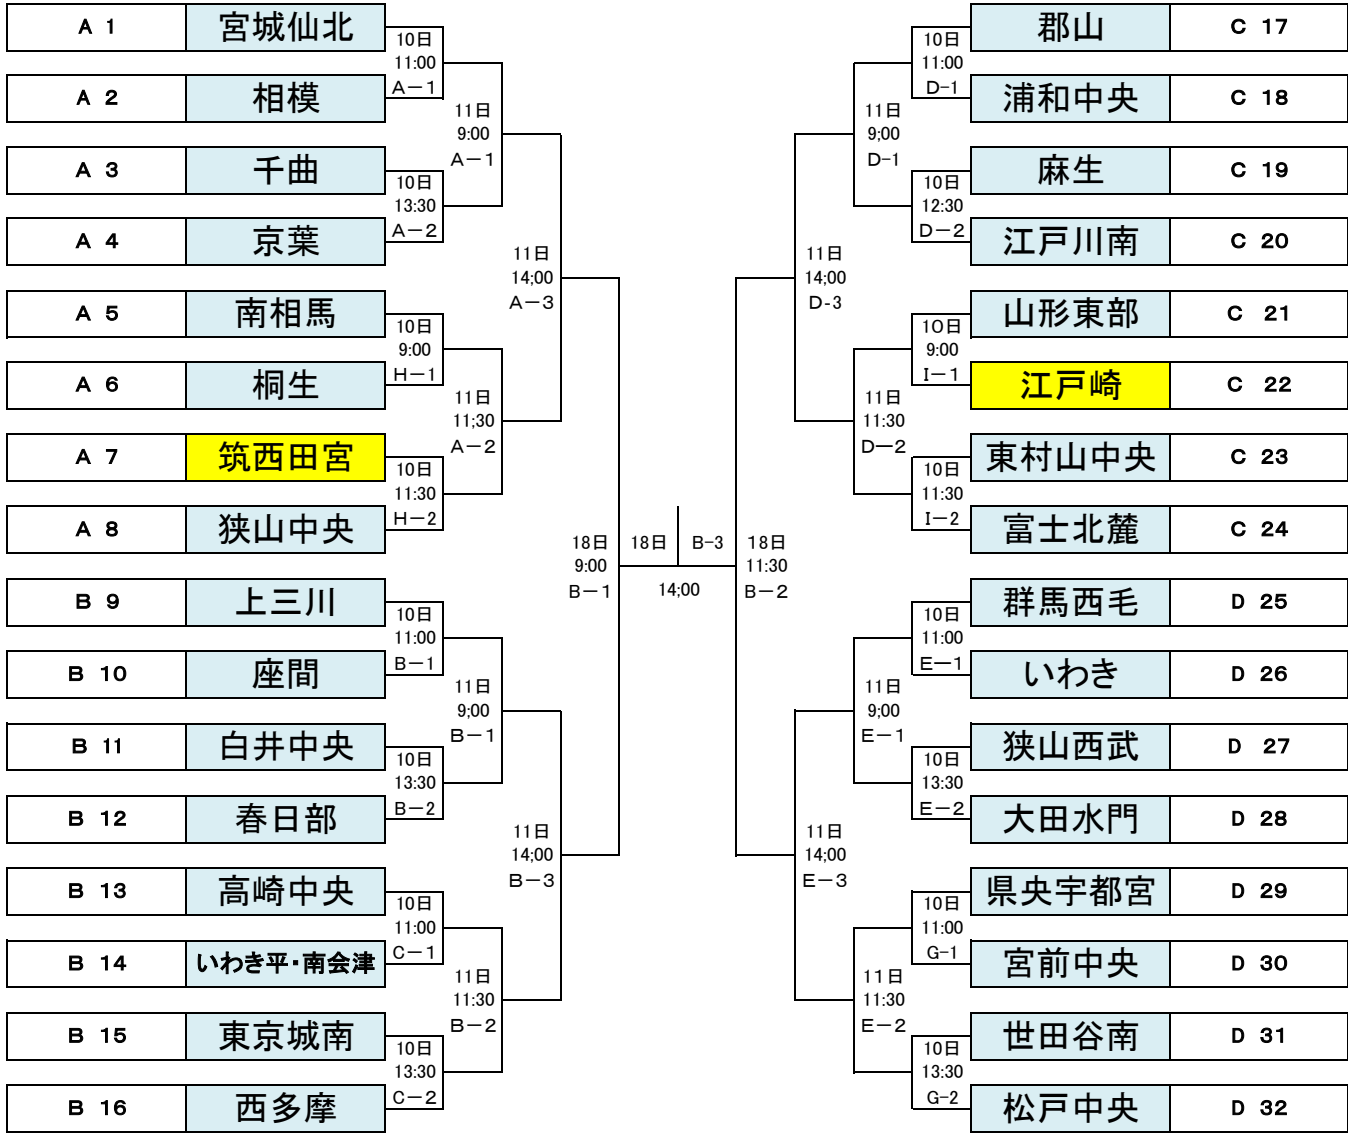 A 1 宮城仙北
10日
11:00
A－1
A 2 相模
11日
9:00
A－1
A 3 千曲
10日
13:30
A－2
A 4 京葉
11日
14;00
A－3
A 5 南相馬
10日
9:00
H－1
A 6 桐生
11日
11;30
A－2
A 7 筑西田宮
10日
11:30
H－2
A 8 狭山中央
18日
9:00
B－1
B 9 上三川
10日
11:00
B－1
B 10 座間
11日
9;00
B－1
B 11 白井中央
10日
13:30
B－2
B 12 春日部
11日
14;00
B－3
B 13 高崎中央
10日
11:00
C－1
B 14 いわき平・南会津
11日
11:30
B－2
B 15 東京城南
10日
13:30
C－2
B 16 西多摩
18日 B-3
14;00
郡山 C 17
10日
11:00
D-1
浦和中央 C 18
11日
9;00
D-1
麻生 C 19
10日
12:30
D－2
江戸川南 C 20
11日
14;00
D-3
山形東部 C 21
10日
9:00
I－1
江戸崎 C 22
11日
11:30
D－2
東村山中央 C 23
10日
11:30
I－2
富士北麓 C 24
18日
11:30
B－2
群馬西毛 D 25
10日
11:00
E－1
いわき D 26
11日
9;00
E－1
狭山西武 D 27
10日
13:30
E－2
大田水門 D 28
11日
14;00
E－3
県央宇都宮 D 29
10日
11:00
G-1
宮前中央 D 30
11日
11:30
E－2
世田谷南 D 31
10日
13:30
G-2
松戸中央 D 32